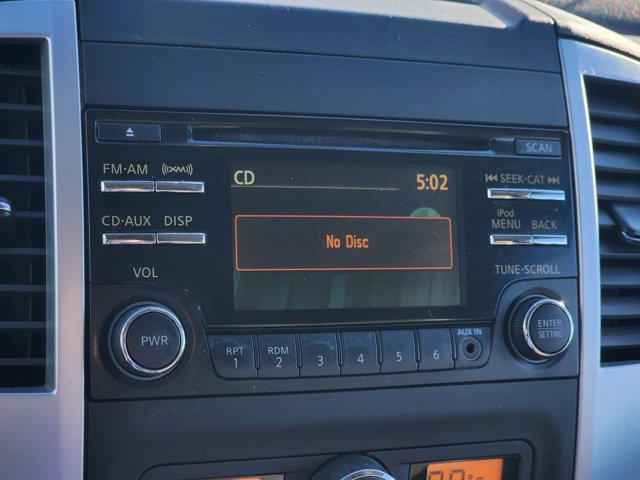 SCAN
FM·AM
((XM))
CD
5:02
SEEK·CAT
CD·AUX
DISP
No Disc
iPod
MENU
BACK
VOL
TUNE·SCROLL
PWR
ENTER
SETTING
AUX IN
RPT
1
RDM
2
3
4
5
6